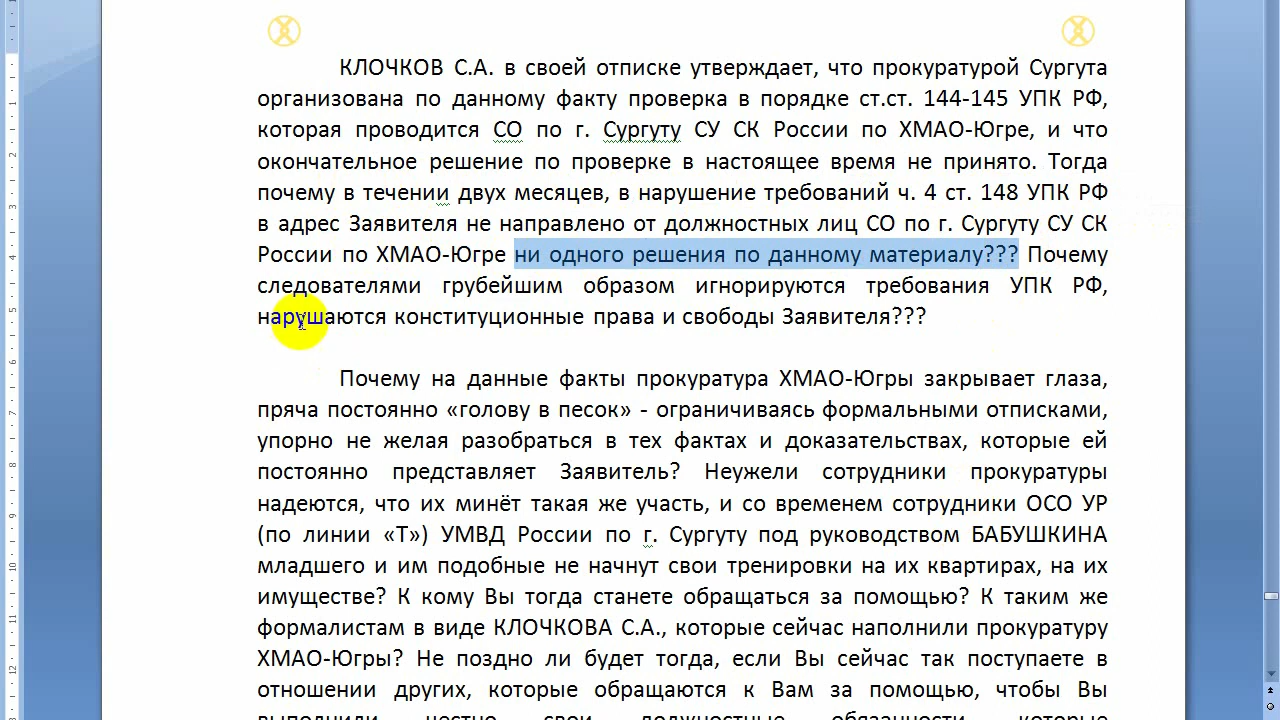 КЛОЧКОВ С.А. в своей отписке утверждает, что прокуратурой Сургута
организована по данному факту проверка в порядке ст.ст. 144-145 УПК РФ,
которая проводится СО по г. Сургуту СУ СК России по ХМАО-Югре, и что
окончательное решение по проверке в настоящее время не принято. Тогда
почему в течении двух месяцев, в нарушение требований ч. 4 ст. 148 УПК РФ
в адрес Заявителя не направлено от должностных лиц СО по г. Сургуту СУ СК
России по ХМАО-Югре ни одного решения по данному материалу??? Почему
следователями грубейшим образом игнорируются требования УПК РФ,
нарушаются конституционные права и свободы Заявителя???
Почему на данные факты прокуратура ХМАО-Югры закрывает глаза,
пряча постоянно «голову в песок» - ограничиваясь формальными отписками,
упорно не желая разобраться в тех фактах и доказательствах, которые ей
постоянно представляет Заявитель? Неужели сотрудники прокуратуры
надеются, что их минёт такая же участь, и со временем сотрудники ОСО УР
(по линии «Т») УМВД России по г. Сургуту под руководством БАБУШКИНА
младшего и им подобные не начнут свои тренировки на их квартирах, на их
имуществе? К кому Вы тогда станете обращаться за помощью? К таким же
формалистам в виде КЛОЧКОВА С.А., которые сейчас наполнили прокуратуру
ХМАО-Югры? Не поздно ли будет тогда, если Вы сейчас так поступаете в
отношении других, которые обращаются к Вам за помощью, чтобы Вы
выполнили честно свои должностные обязанности, которые